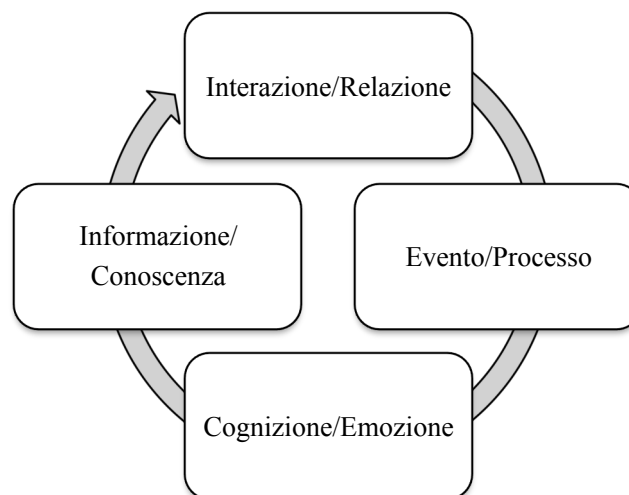 Interazione/Relazione
Evento/Processo
Cognizione/Emozione
Informazione/
Conoscenza